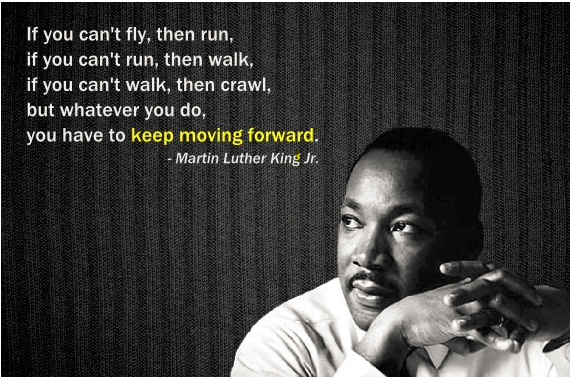 If you can't fly, then run,
if you can't run, then walk,
if you can't walk, then crawl,
but whatever you do,
you have to keep moving forward.
- Martin Luther King Jr.